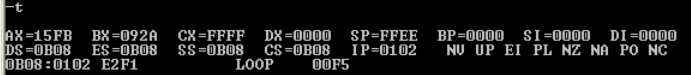 -t
AX=15FB BX=092A CX=FFFF DX=0000 SP=FFEE BP=0000 SI=0000 DI=0000
DS=0B08 ES=0B08 SS=0B08 CS=0B08 IP=0102 NV UP EI PL NZ NA PO NC
0B08:0102 E2F1 LOOP 00F5